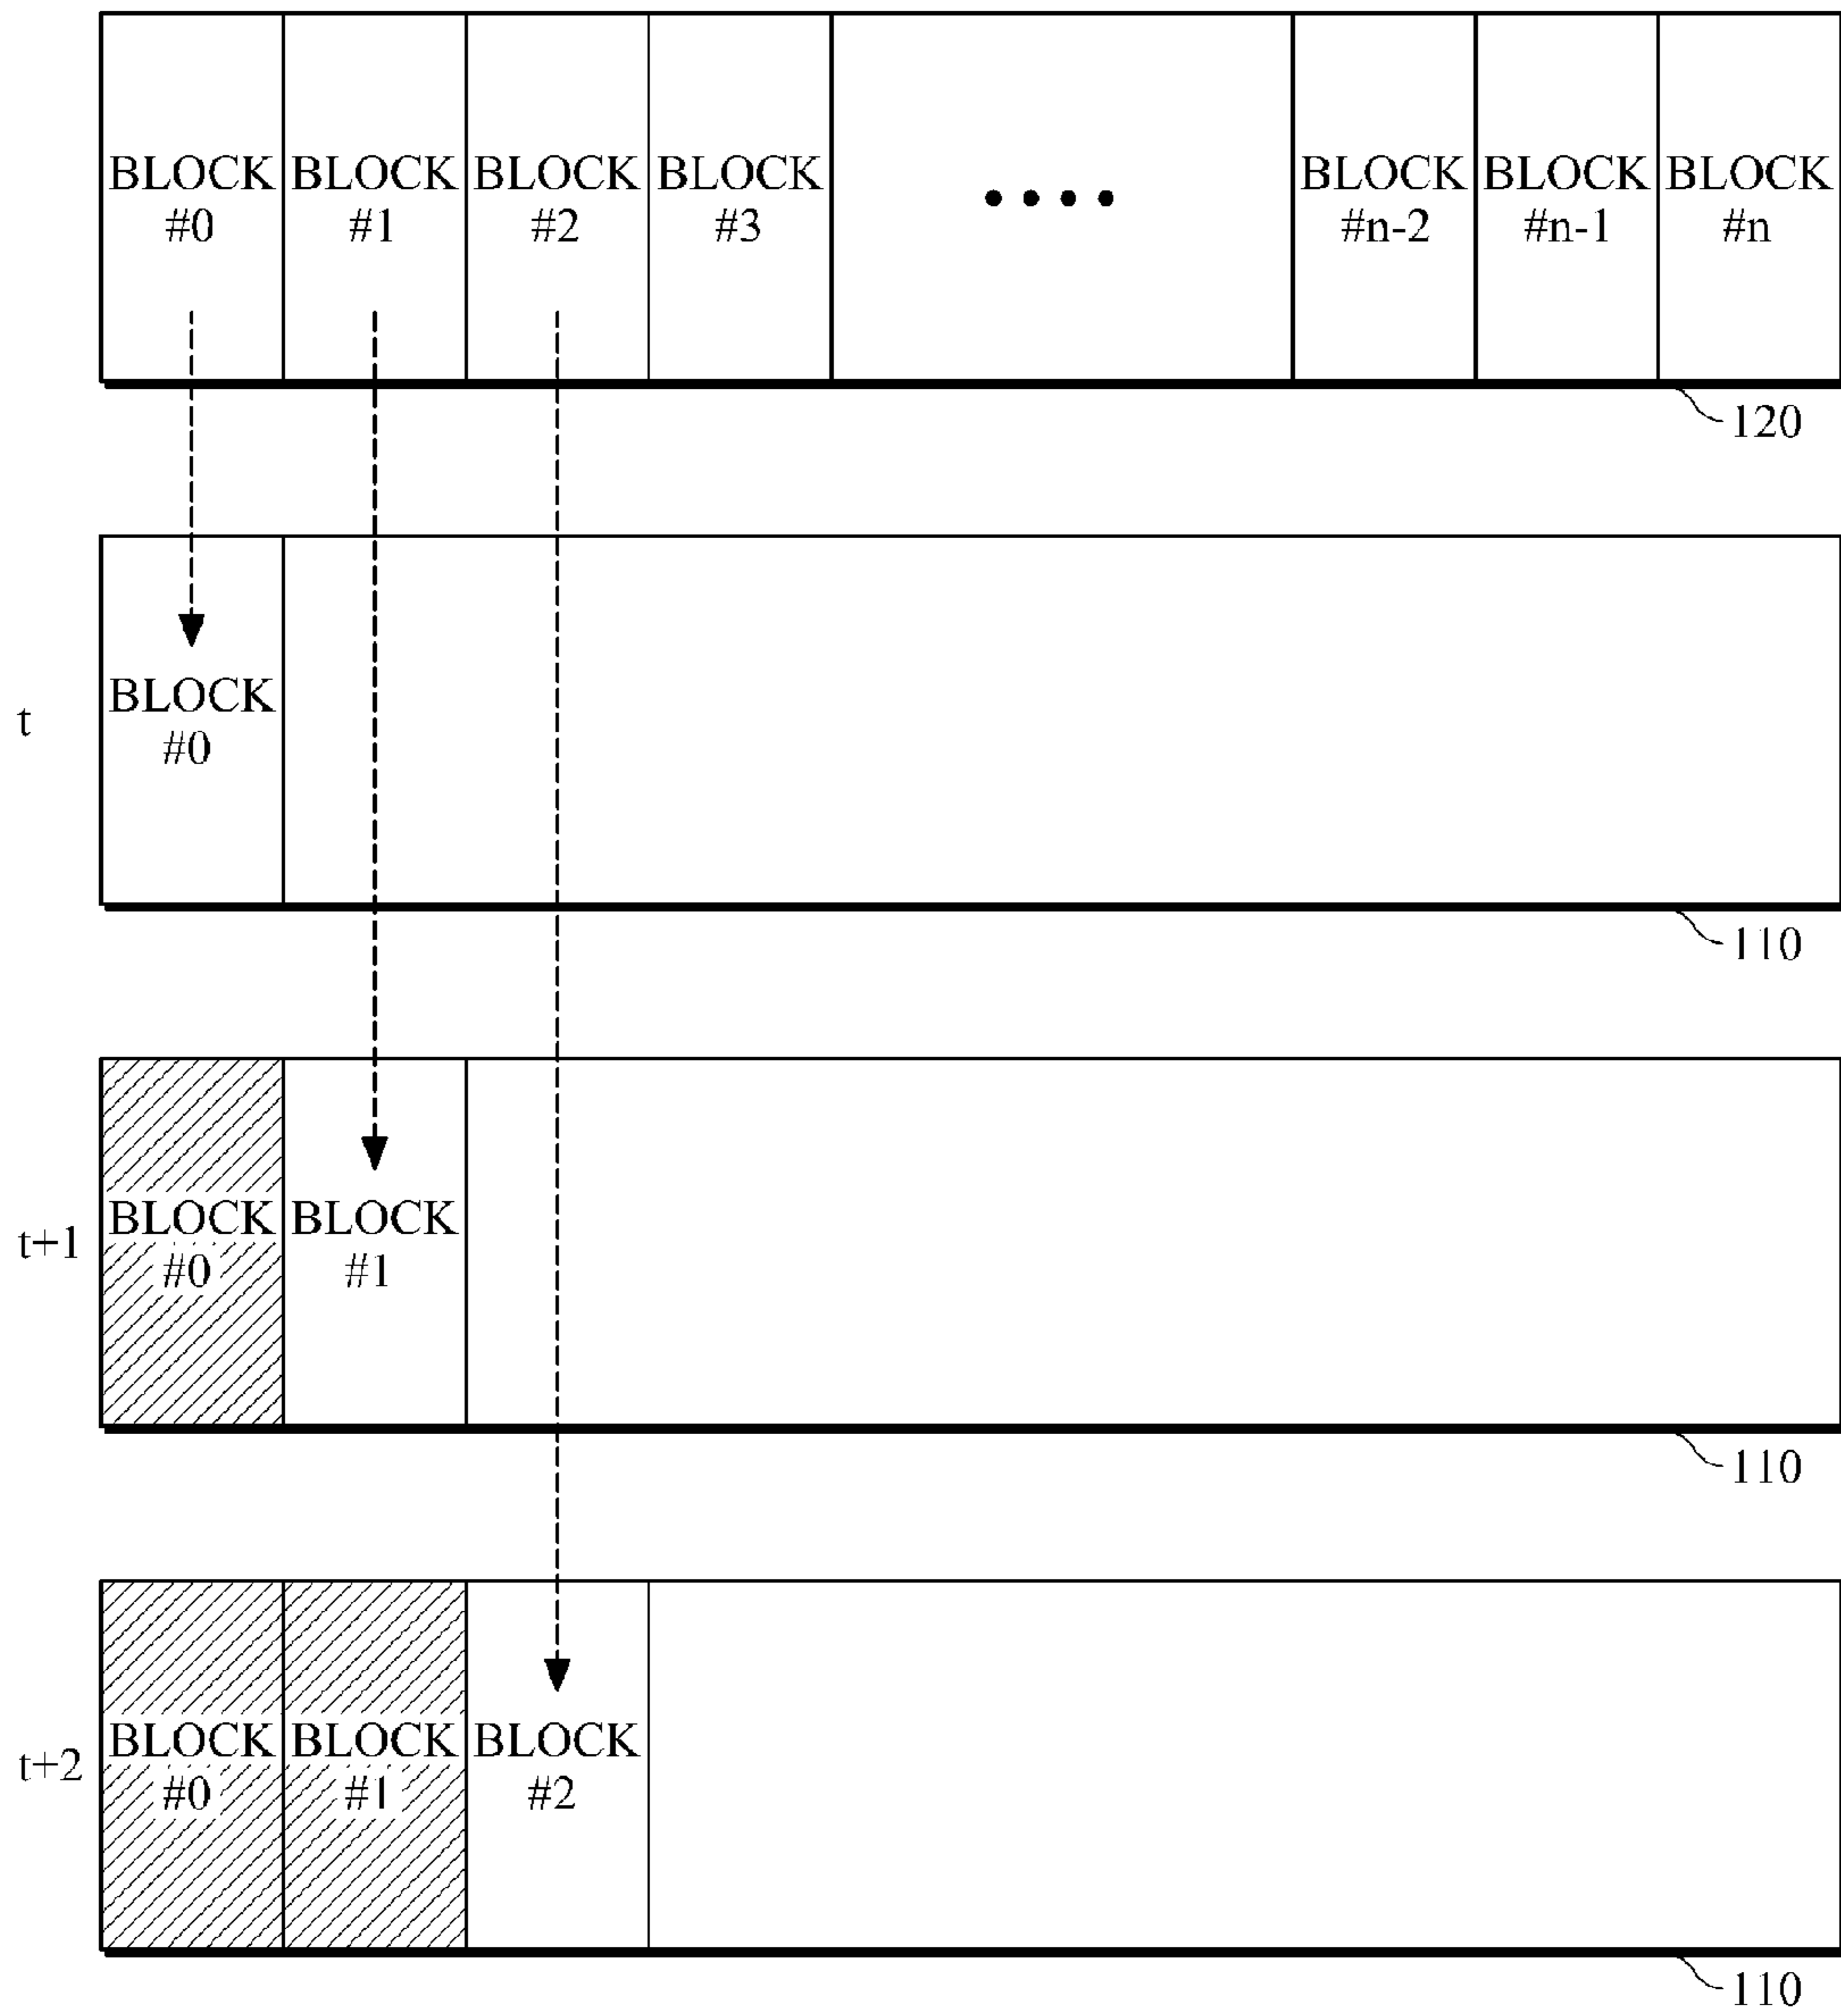 BLOCK #0 BLOCK #1 BLOCK #2 BLOCK #3 •••• BLOCK #n-2 BLOCK #n-1 BLOCK #n
120
t
BLOCK #0
110
t+1
BLOCK #0 BLOCK #1
110
t+2
BLOCK #0 BLOCK #1 BLOCK #2
110